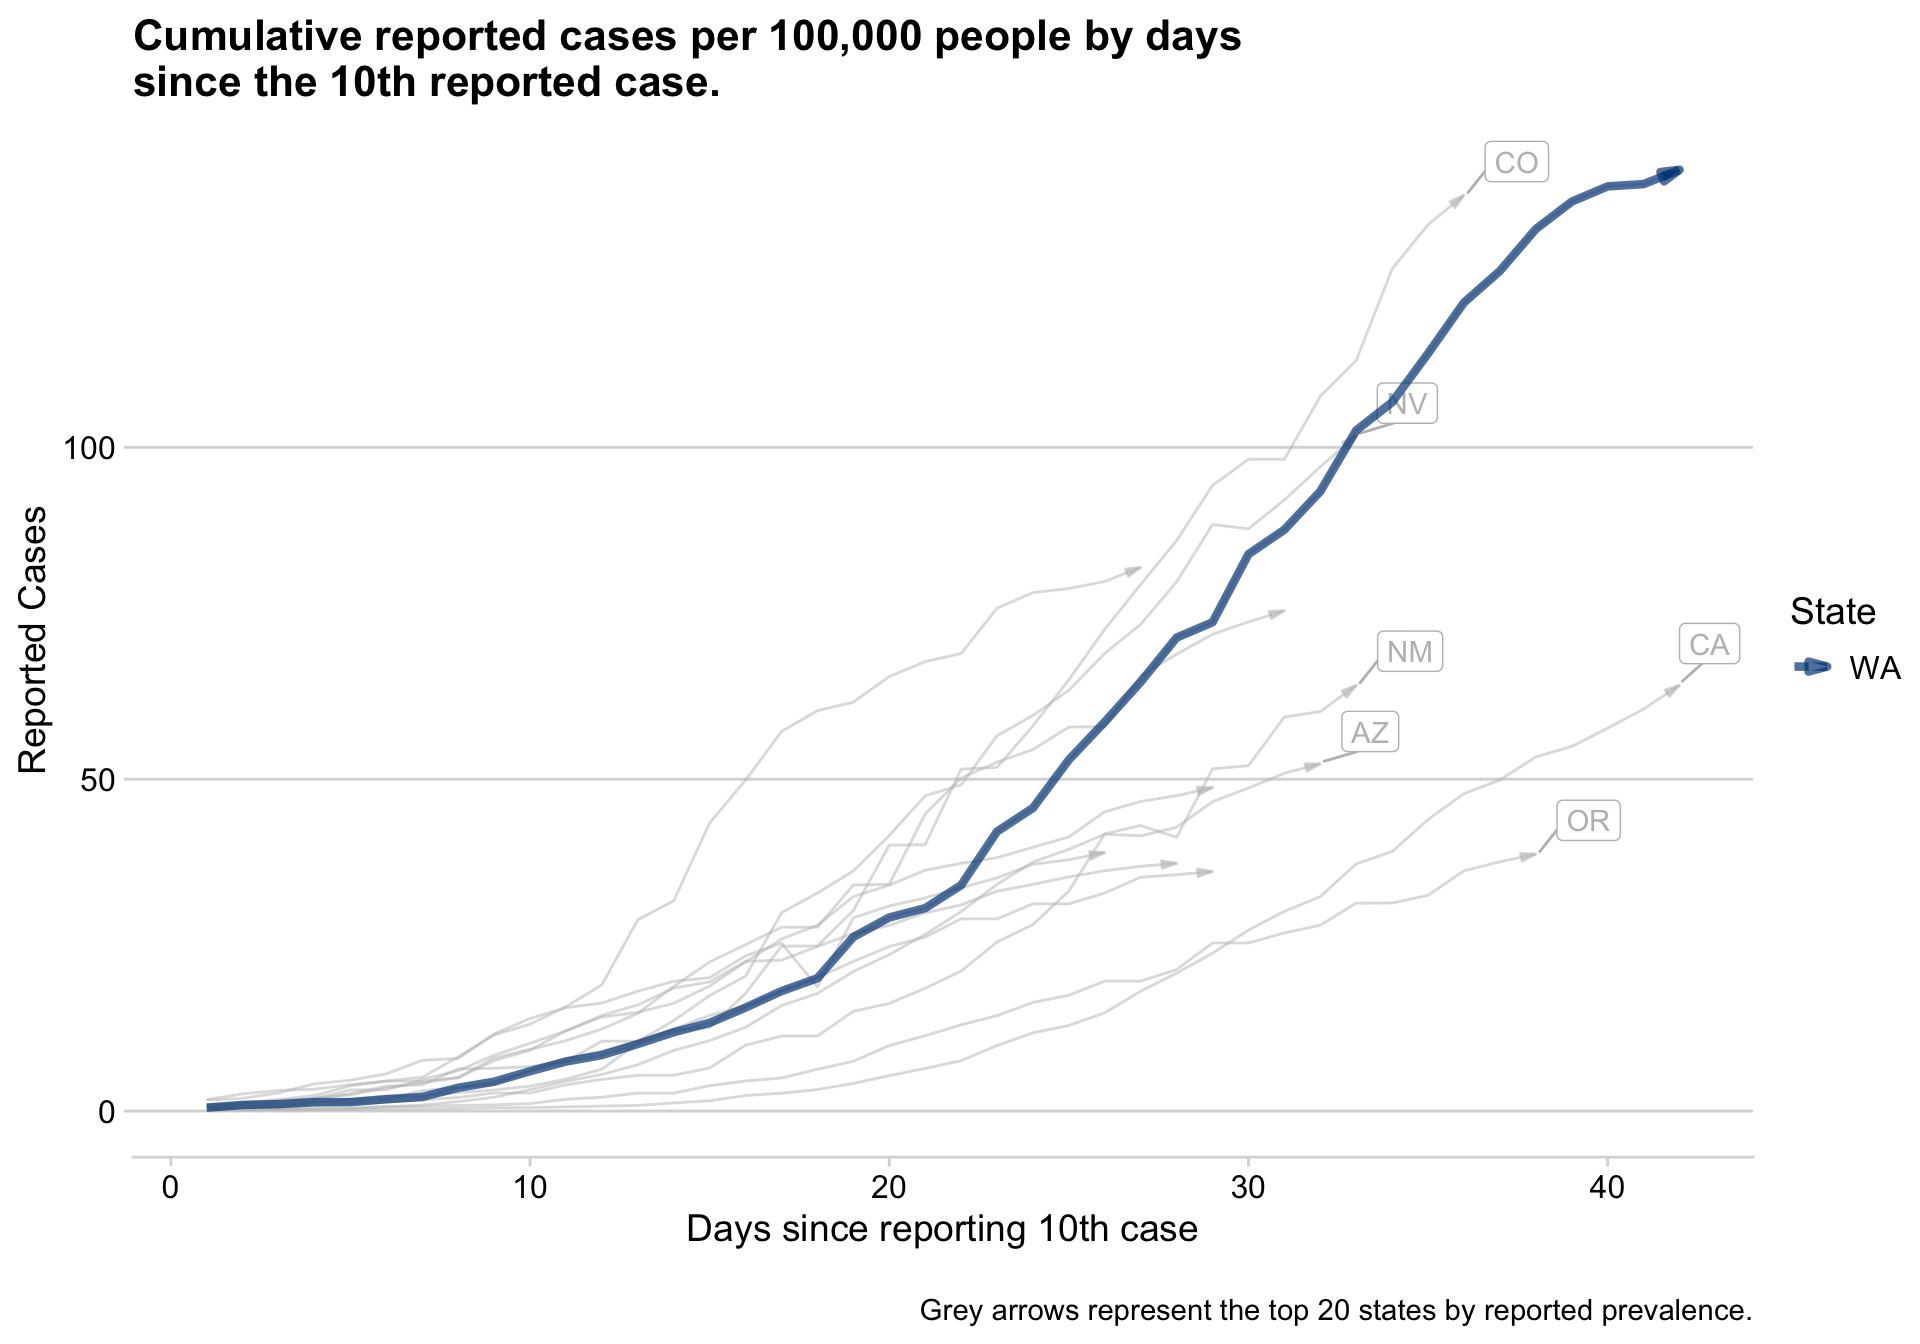 Cumulative reported cases per 100,000 people by days
since the 10th reported case.
CO
NV
100
Reported Cases
State
CA
NM
WA
AZ
50
OR
0
0 10 20 30 40
Days since reporting 10th case
Grey arrows represent the top 20 states by reported prevalence.